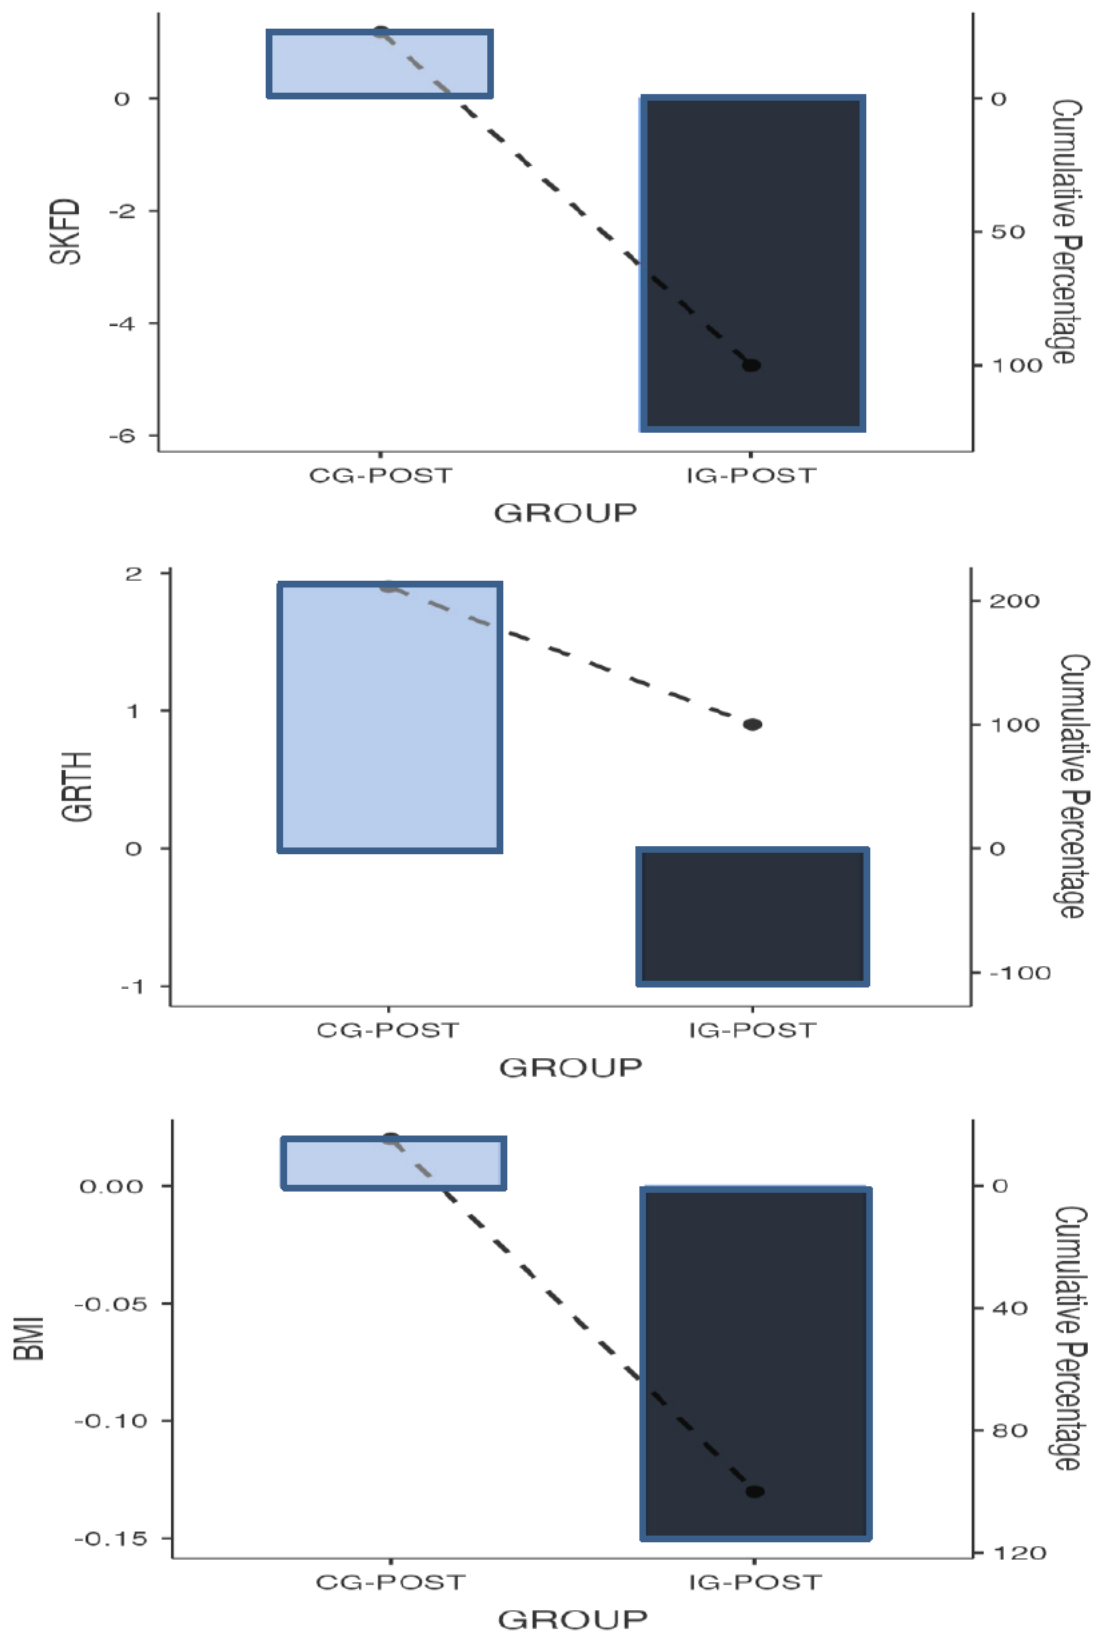 0
-2
-4
-6
SKFD
0
50
100
Cumulative Percentage
CG-POST
IG-POST
GROUP
2
1
0
-1
GRTH
200
100
0
-100
Cumulative Percentage
CG-POST
IG-POST
GROUP
0.00
-0.05
-0.10
-0.15
BMI
0
40
80
120
Cumulative Percentage
CG-POST
IG-POST
GROUP